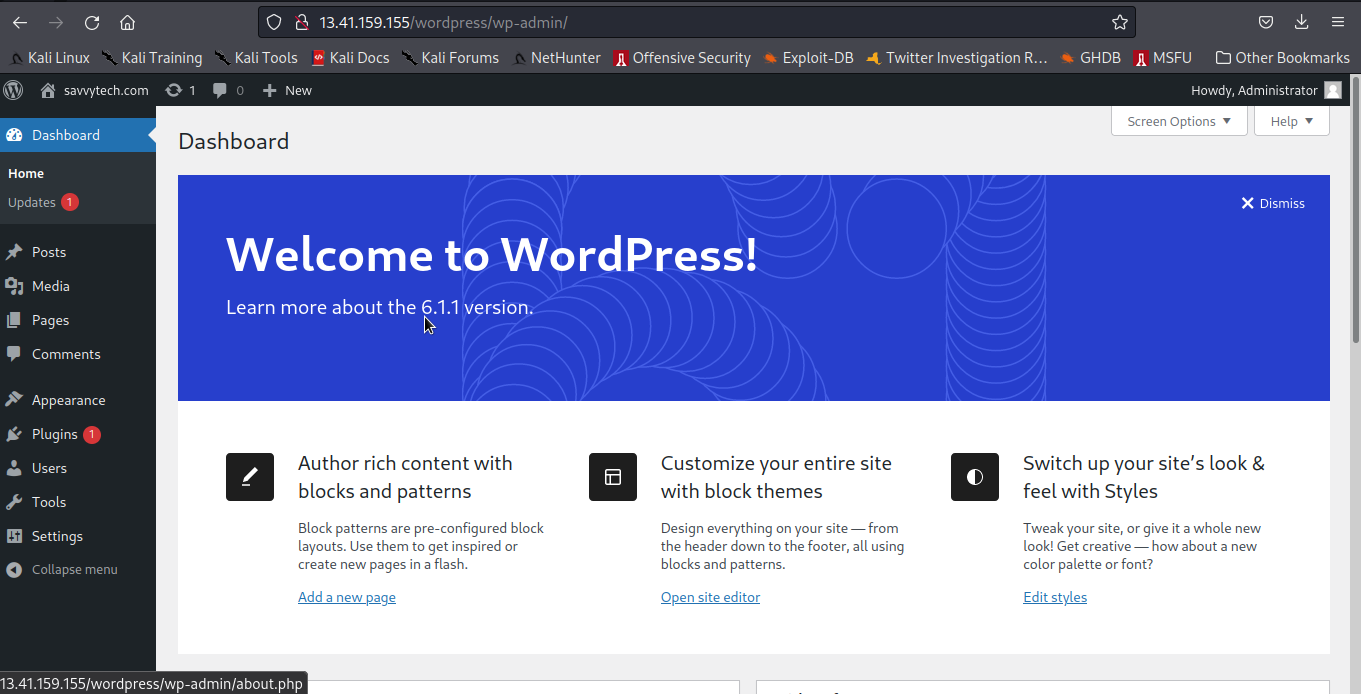 13.41.159.155/wordpress/wp-admin/
Kali Linux Kali Training Kali Tools Kali Docs Kali Forums NetHunter Offensive Security Exploit-DB Twitter Investigation R… GHDB MSFU Other Bookmarks
savvytech.com 1 0 New Howdy, Administrator
Dashboard
Home
Updates 1
Posts
Media
Pages
Comments
Appearance
Plugins 1
Users
Tools
Settings
Collapse menu
Screen Options Help
Dashboard
Dismiss
Welcome to WordPress!
Learn more about the 6.1.1 version.
Author rich content with
blocks and patterns
Block patterns are pre-configured block
layouts. Use them to get inspired or
create new pages in a flash.
Add a new page
Customize your entire site
with block themes
Design everything on your site — from
the header down to the footer, all using
blocks and patterns.
Open site editor
Switch up your site’s look &
feel with Styles
Tweak your site, or give it a whole new
look! Get creative — how about a new
color palette or font?
Edit styles
13.41.159.155/wordpress/wp-admin/about.php